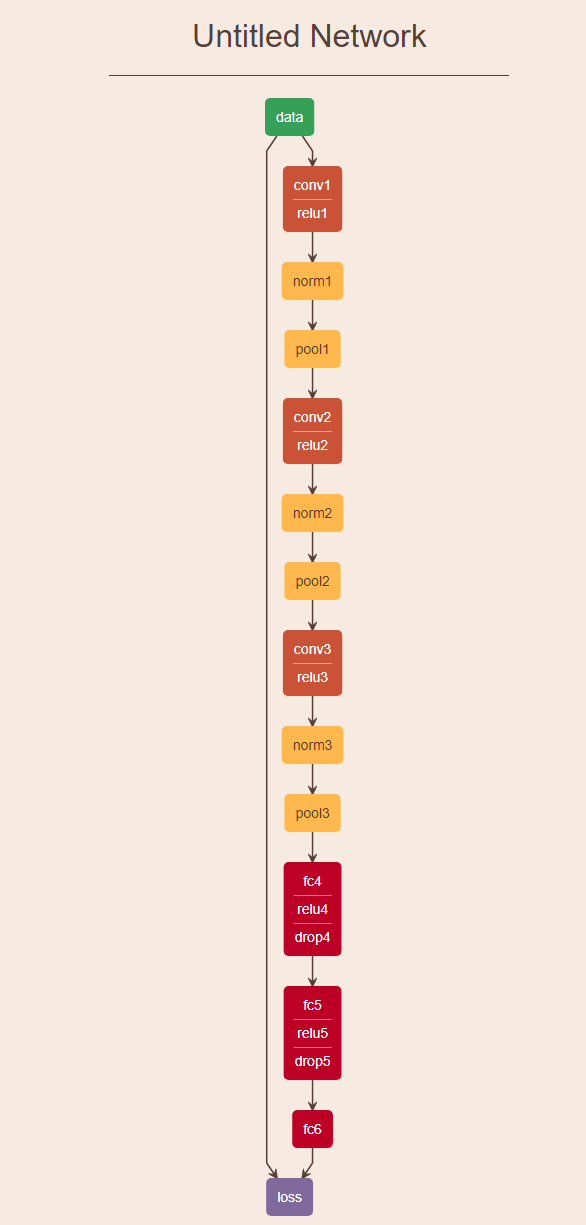 Untitled Network
data
conv1
relu1
norm1
pool1
conv2
relu2
norm2
pool2
conv3
relu3
norm3
pool3
fc4
relu4
drop4
fc5
relu5
drop5
fc6
loss